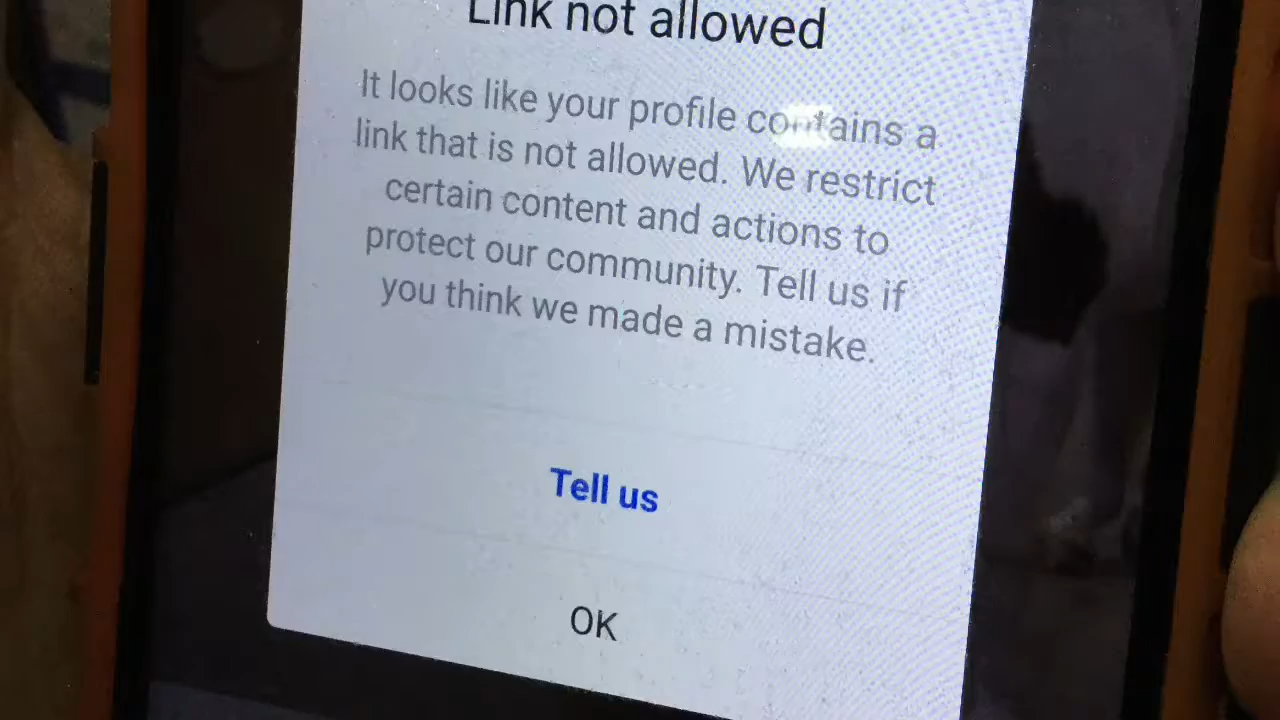 Link not allowed
It looks like your profile contains a
link that is not allowed. We restrict
certain content and actions to
protect our community. Tell us if
you think we made a mistake.
Tell us
OK